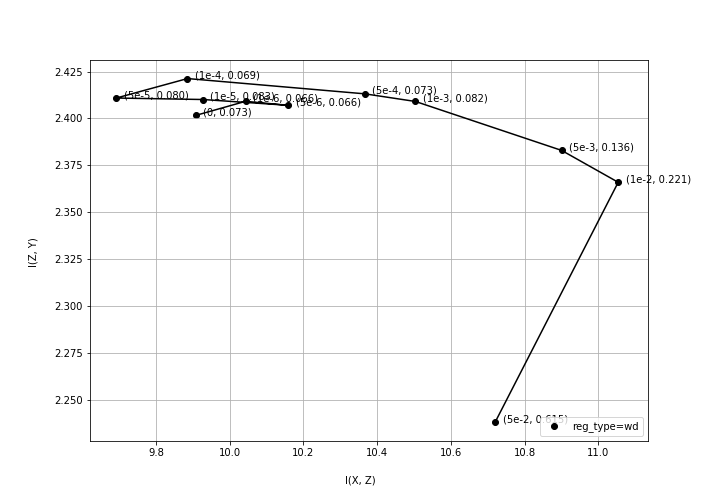 2.425
2.400
2.375
2.350
2.325
2.300
2.275
2.250
I(Z, Y)
(1e-4, 0.069)
(5e-5, 0.080)
(1e-5, 0.083)
(1e-6, 0.066)
(5e-6, 0.066)
(0, 0.073)
(5e-4, 0.073)
(1e-3, 0.082)
(5e-3, 0.136)
(1e-2, 0.221)
(5e-2, 0.615)
reg_type=wd
9.8 10.0 10.2 10.4 10.6 10.8 11.0
I(X, Z)